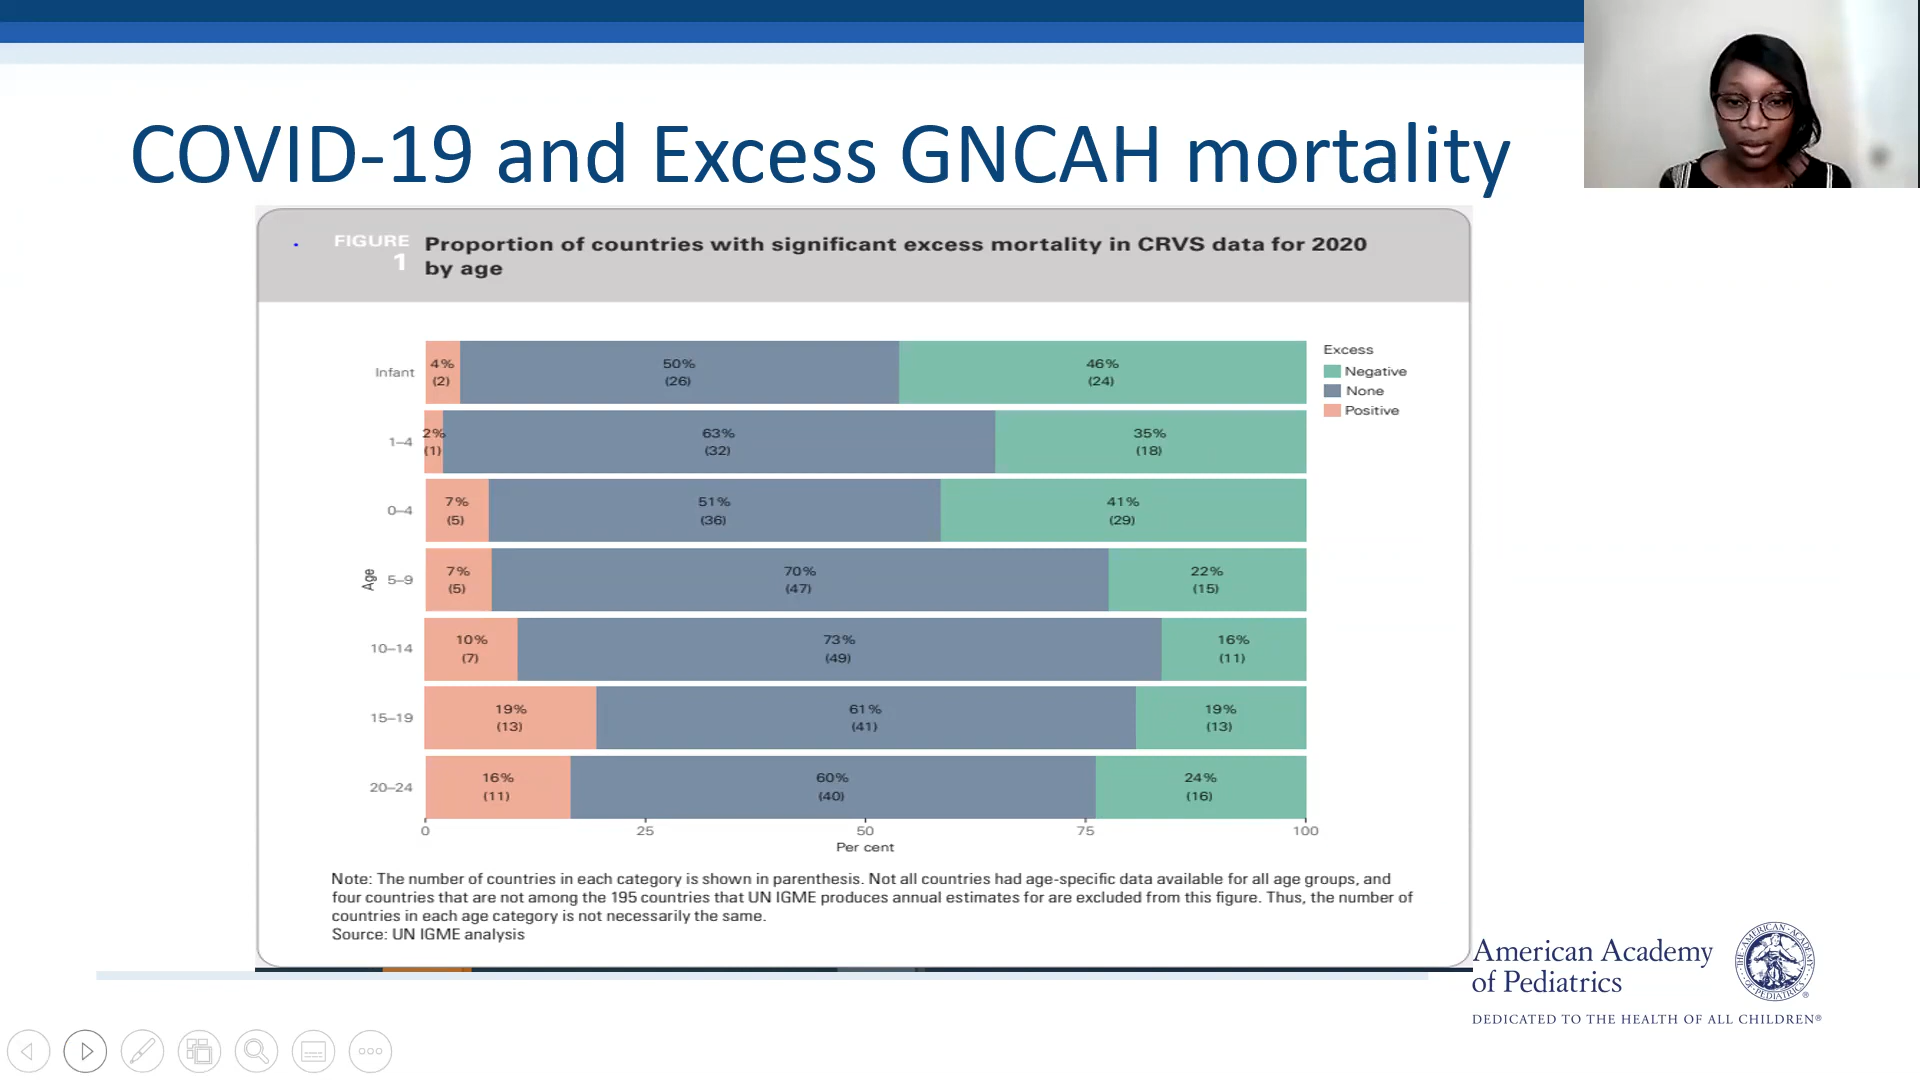 COVID-19 and Excess GNCAH mortality
FIGURE
1
Proportion of countries with significant excess mortality in CRVS data for 2020
by age
Excess
Negative
None
Positive
Age
Infant
4%
(2)
50%
(26)
46%
(24)
1–4
2%
(1)
63%
(32)
35%
(18)
0–4
7%
(5)
51%
(36)
41%
(29)
5–9
7%
(5)
70%
(47)
22%
(15)
10–14
10%
(7)
73%
(49)
16%
(11)
15–19
19%
(13)
61%
(41)
19%
(13)
20–24
16%
(11)
60%
(40)
24%
(16)
0 25 50 75 100
Per cent
Note: The number of countries in each category is shown in parenthesis. Not all countries had age-specific data available for all age groups, and
four countries that are not among the 195 countries that UN IGME produces annual estimates for are excluded from this figure. Thus, the number of
countries in each age category is not necessarily the same.
Source: UN IGME analysis
American Academy
of Pediatrics
DEDICATED TO THE HEALTH OF ALL CHILDREN®